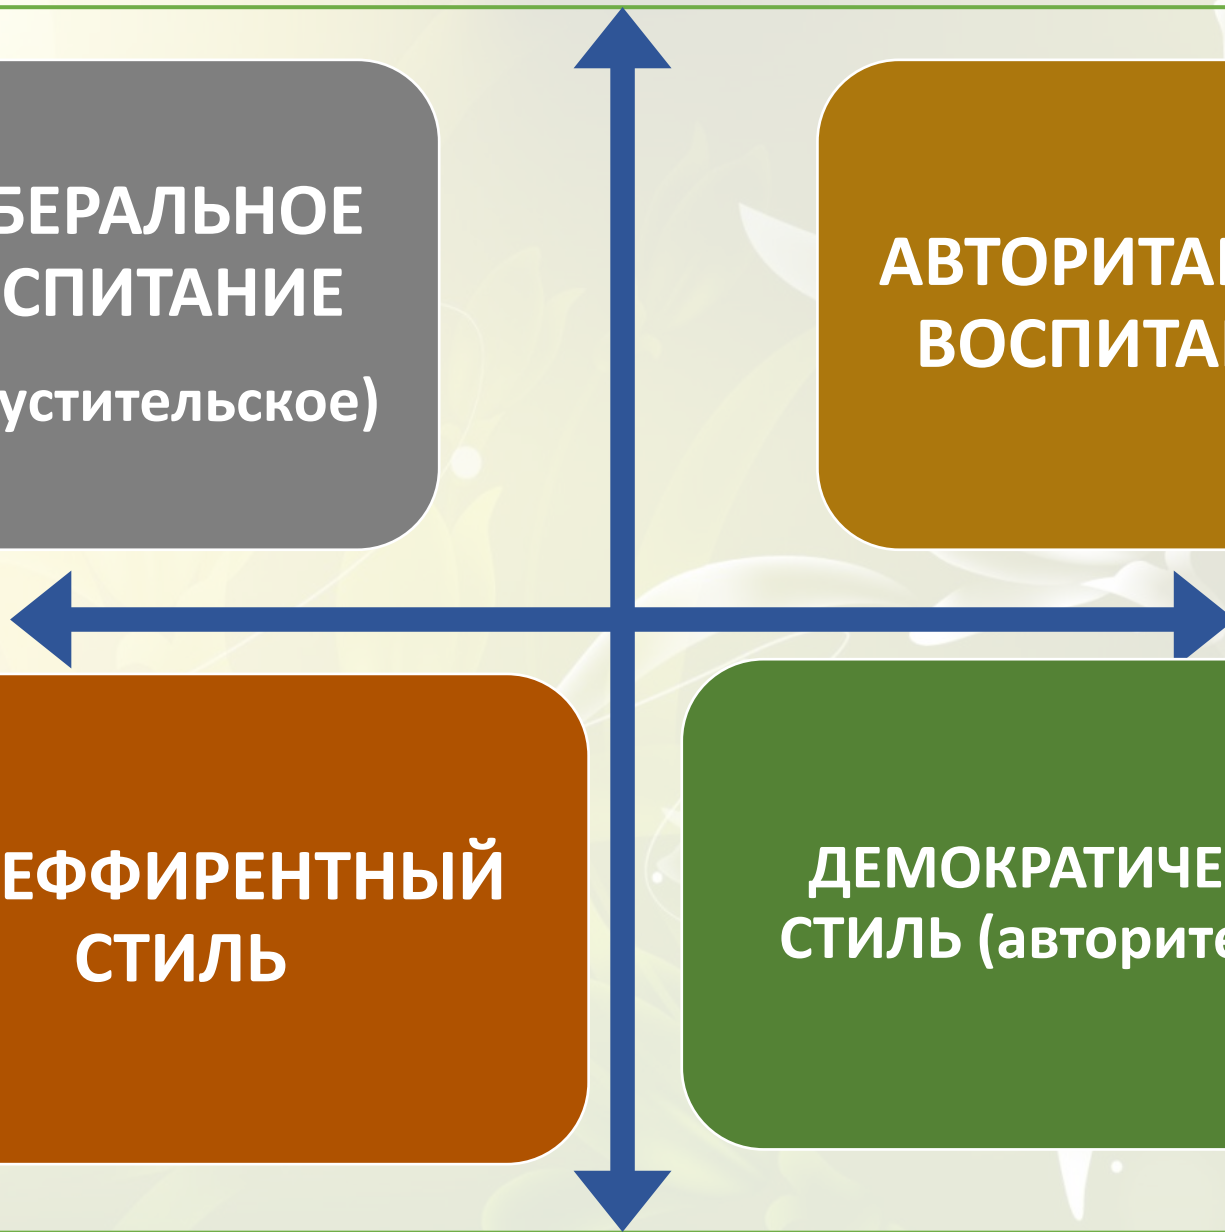 БЕРАЛЬНОЕ
СПИТАНИЕ
устительское)
АВТОРИТА
ВОСПИТА
ЕФФИРЕНТНЫЙ
СТИЛЬ
ДЕМОКРАТИЧЕ
СТИЛЬ (авторите